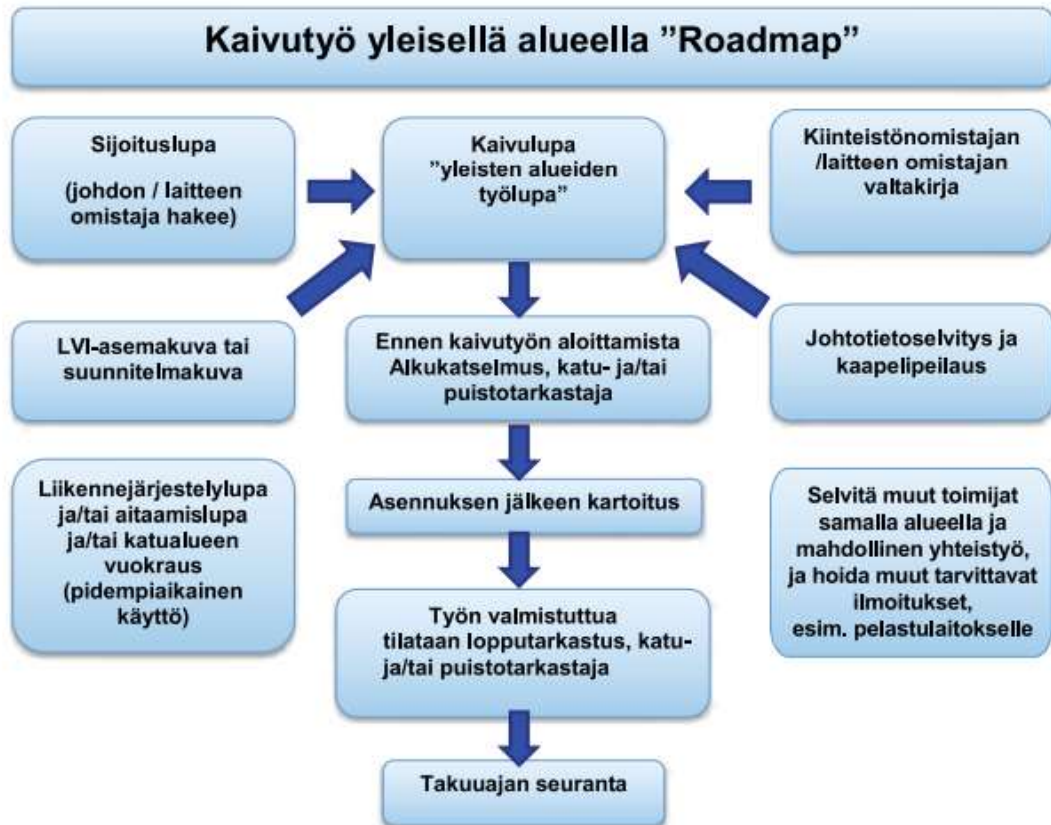 Kaivutyö yleisellä alueella ”Roadmap”
Sijoituslupa
(johdon / laitteen
omistaja hakee)
Kaivulupa
”yleisten alueiden
työlupa”
Kiinteistönomistajan
/laitteen omistajan
valtakirja
LVI-asemakuva tai
suunnitelmakuva
Ennen kaivutyön aloittamista
Alkukatselmus, katu- ja/tai
puistotarkastaja
Johtotietoselvitys ja
kaapelipeilaus
Liikennejärjestelylupa
ja/tai aitaamislupa
ja/tai katualueen
vuokraus
(pidempiaikainen
käyttö)
Asennuksen jälkeen kartoitus
Selvitä muut toimijat
samalla alueella ja
mahdollinen yhteistyö,
ja hoida muut tarvittavat
ilmoitukset,
esim. pelastulaitokselle
Työn valmistuttua
tilataan lopputarkastus, katu-
ja/tai puistotarkastaja
Takuuajan seuranta